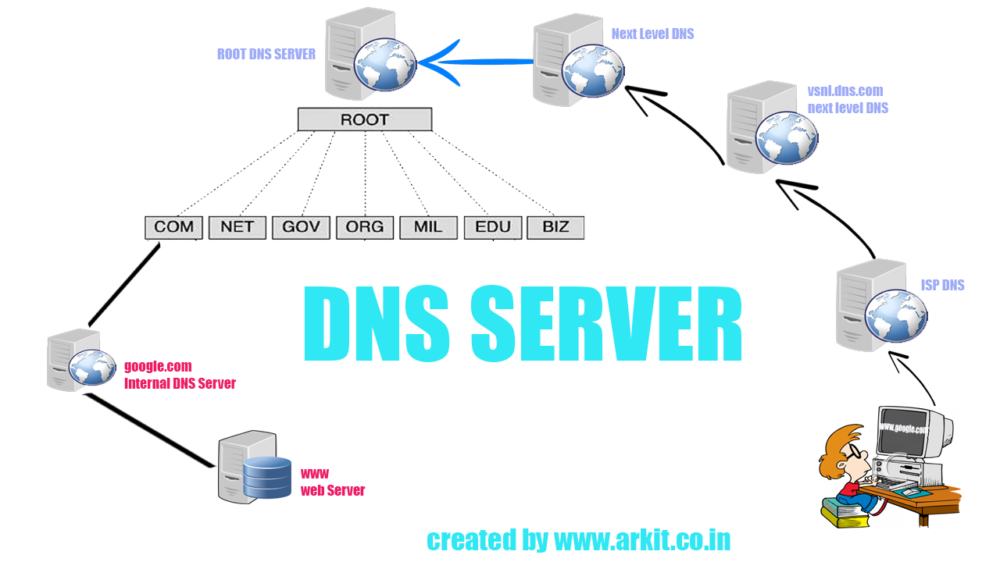 ROOT DNS SERVER
Next Level DNS
vsnl.dns.com
next level DNS
ROOT
COM NET GOV ORG MIL EDU BIZ
ISP DNS
DNS SERVER
google.com
Internal DNS Server
www.google.com
www
web Server
created by www.arkit.co.in